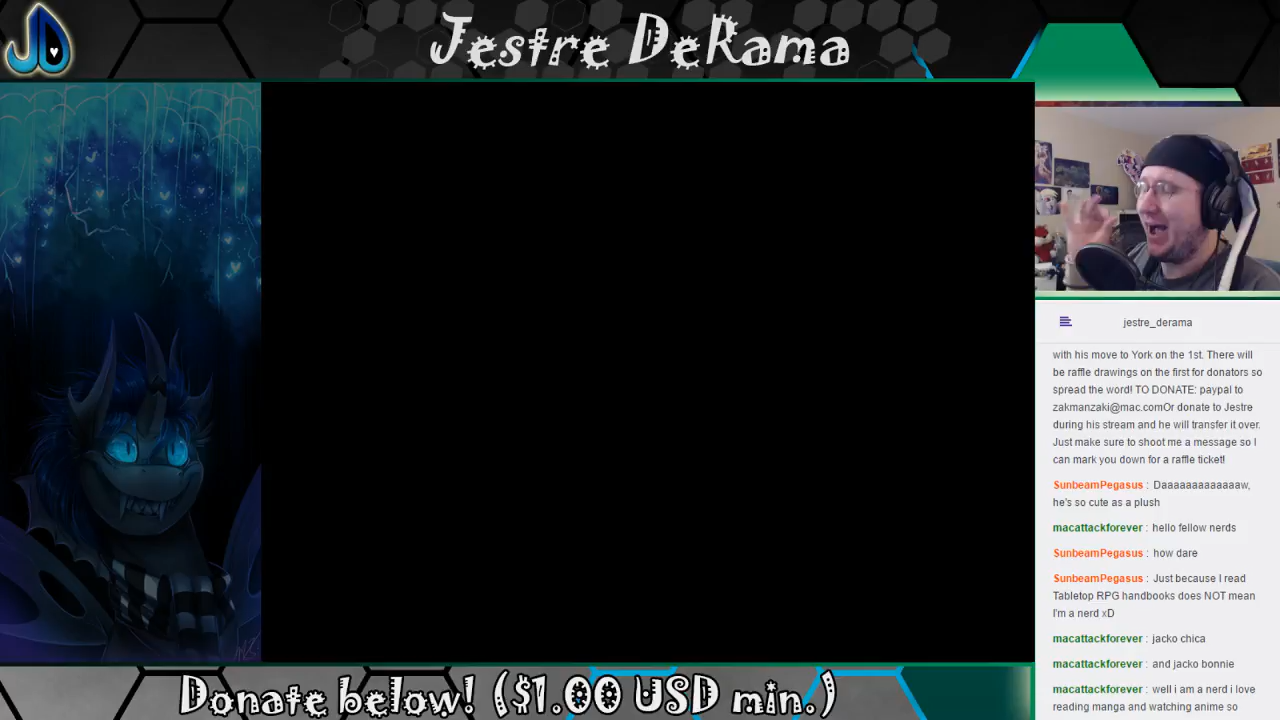 JD
Jestre DeRama
jestre_derama
with his move to York on the 1st. There will
be raffle drawings on the first for donators so
spread the word! TO DONATE: paypal to
zakmanzaki@mac.comOr donate to Jestre
during his stream and he will transfer it over.
Just make sure to shoot me a message so I
can mark you down for a raffle ticket!
SunbeamPegasus : Daaaaaaaaaaaaw,
he's so cute as a plush
macattackforever : hello fellow nerds
SunbeamPegasus : how dare
SunbeamPegasus : Just because I read
Tabletop RPG handbooks does NOT mean
I'm a nerd xD
macattackforever : jacko chica
macattackforever : and jacko bonnie
macattackforever : well i am a nerd i love
reading manga and watching anime so
Donate below! ($1.00 USD min.)